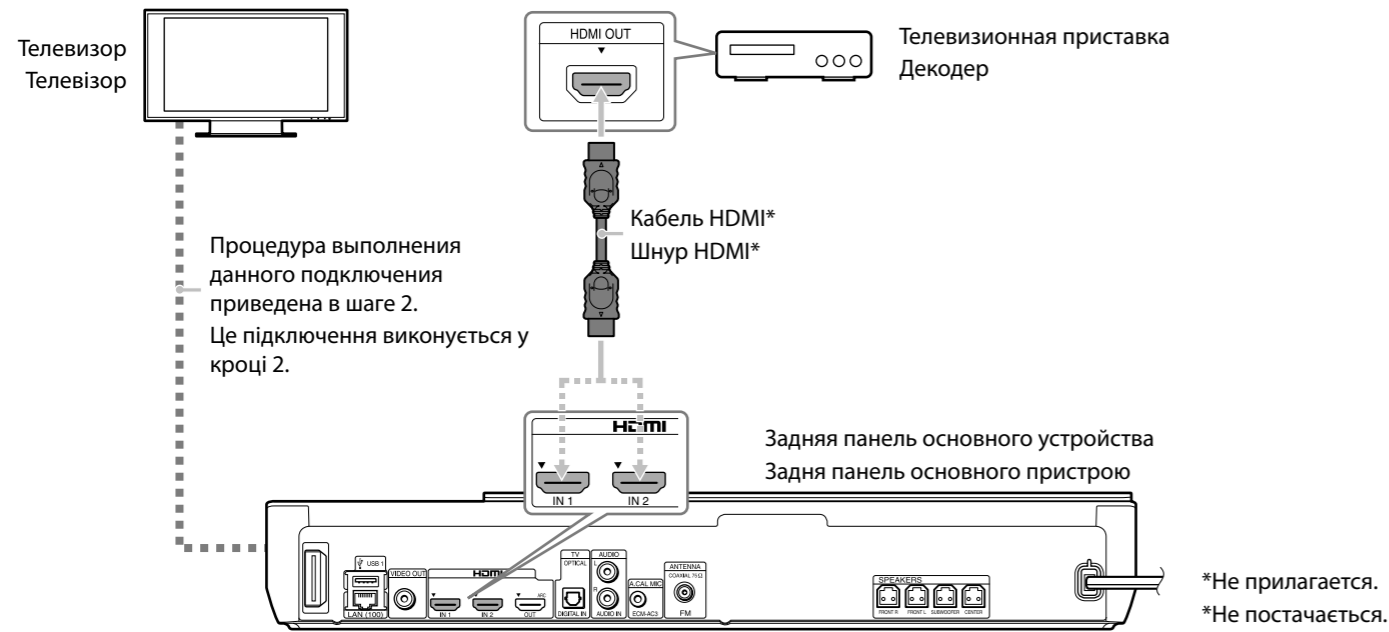 Телевизор
Телевізор
HDMI OUT
Телевизионная приставка
Декодер
Кабель HDMI*
Шнур HDMI*
Процедура выполнения
данного подключения
приведена в шаге 2.
Це підключення виконується у
кроці 2.
HDMI
IN 1
IN 2
Задняя панель основного устройства
Задня панель основного пристрою
USB 1
LAN (100)
VIDEO OUT
HDMI
IN 1
IN 2
ARC
OUT
TV
OPTICAL
DIGITAL IN
AUDIO
L
R
AUDIO IN
A.CAL MIC
ECM-AC3
ANTENNA
COAXIAL 75Ω
FM
SPEAKERS
FRONT R
FRONT L
SUBWOOFER
CENTER
*Не прилагается.
*Не постачається.